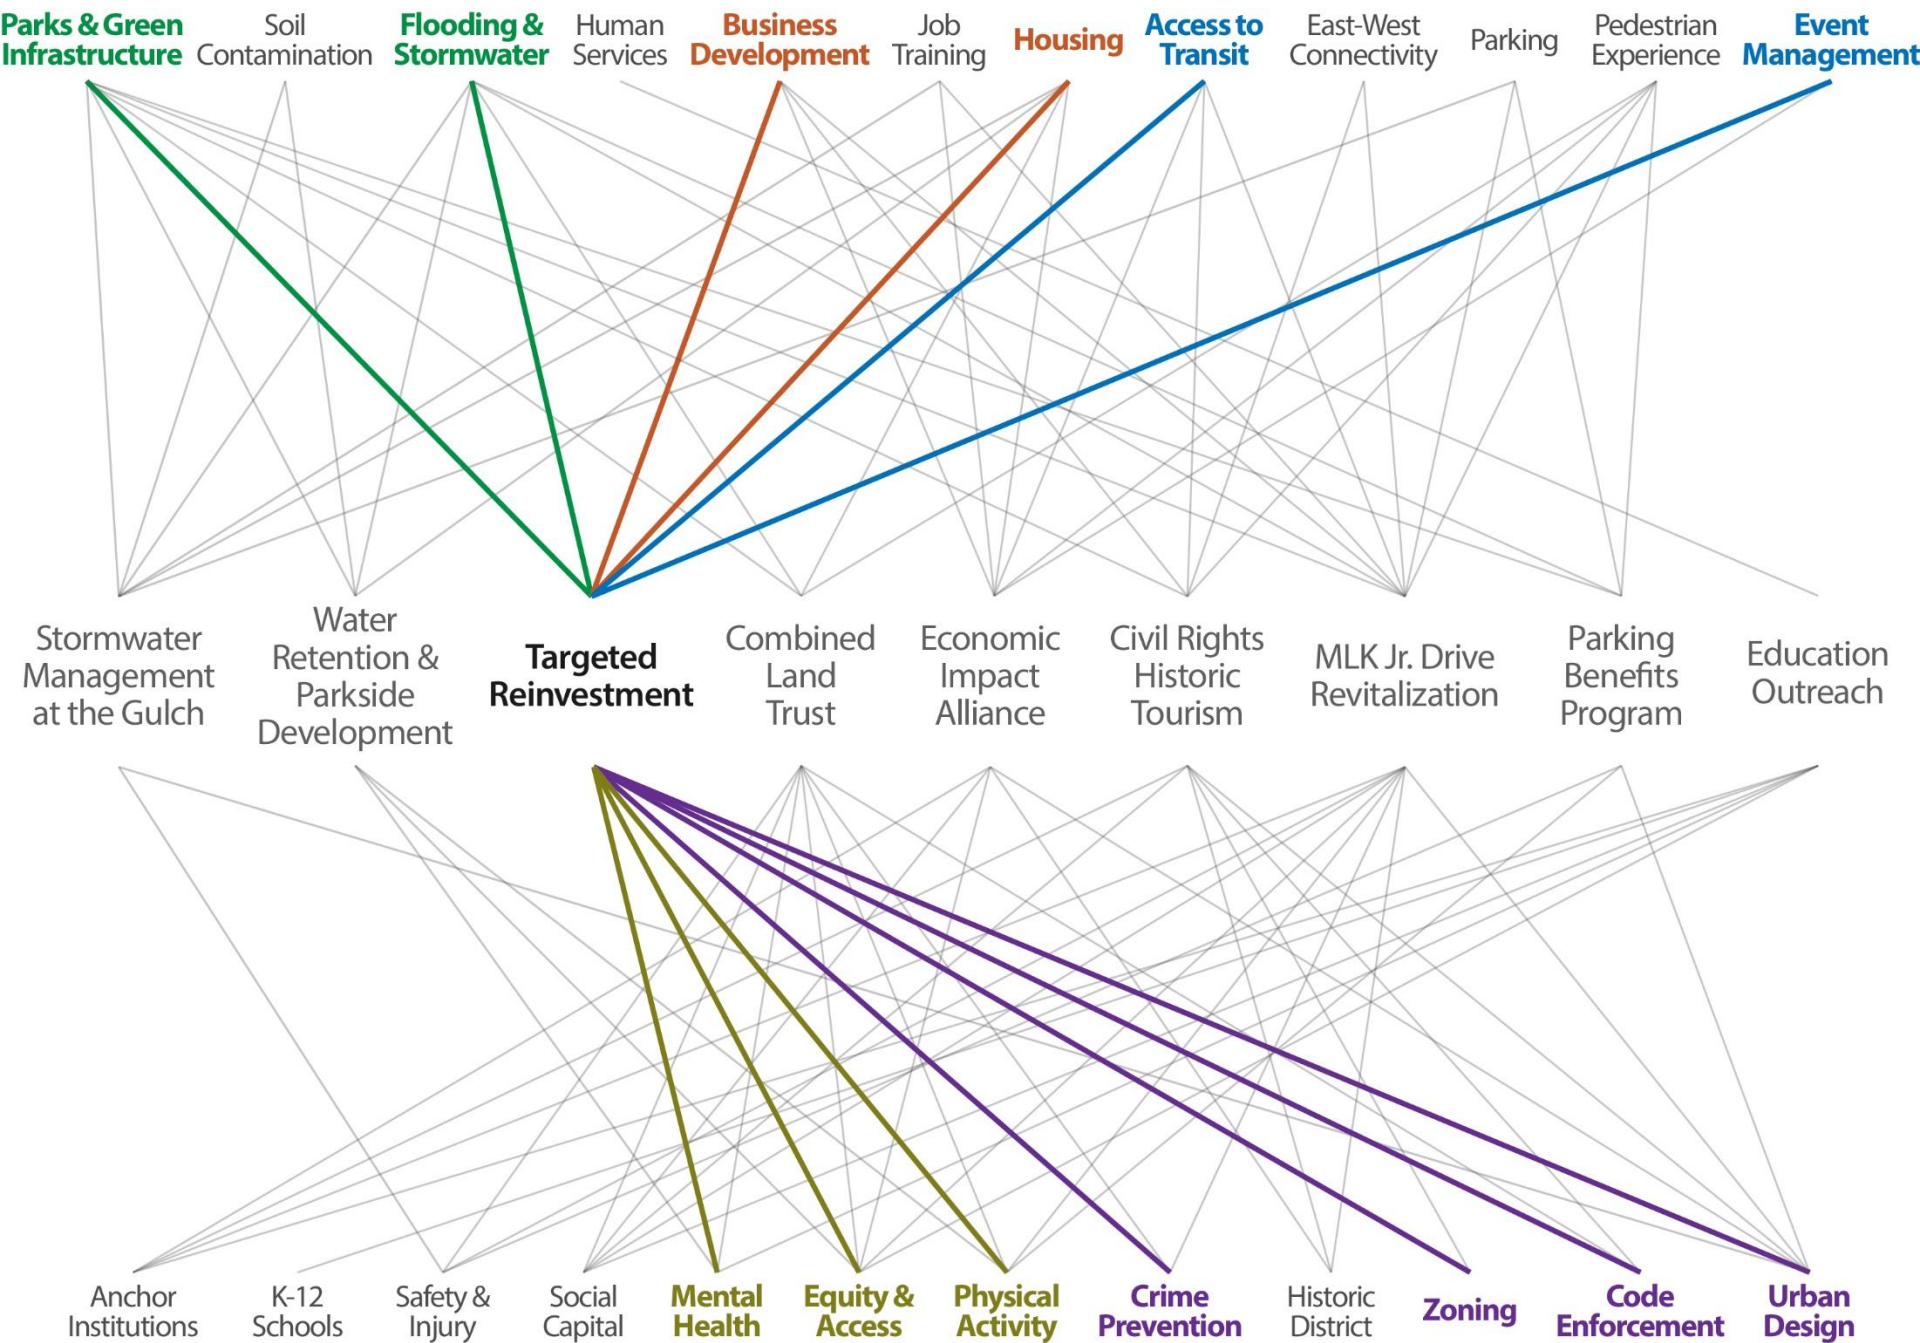 Parks & Green
Infrastructure
Soil
Contamination
Flooding &
Stormwater
Human
Services
Business
Development
Job
Training
Housing
Access to
Transit
East-West
Connectivity
Parking
Pedestrian
Experience
Event
Management
Stormwater
Management
at the Gulch
Water
Retention &
Parkside
Development
Targeted
Reinvestment
Combined
Land
Trust
Economic
Impact
Alliance
Civil Rights
Historic
Tourism
MLK Jr. Drive
Revitalization
Parking
Benefits
Program
Education
Outreach
Anchor
Institutions
K-12
Schools
Safety &
Injury
Social
Capital
Mental
Health
Equity &
Access
Physical
Activity
Crime
Prevention
Historic
District
Zoning
Code
Enforcement
Urban
Design